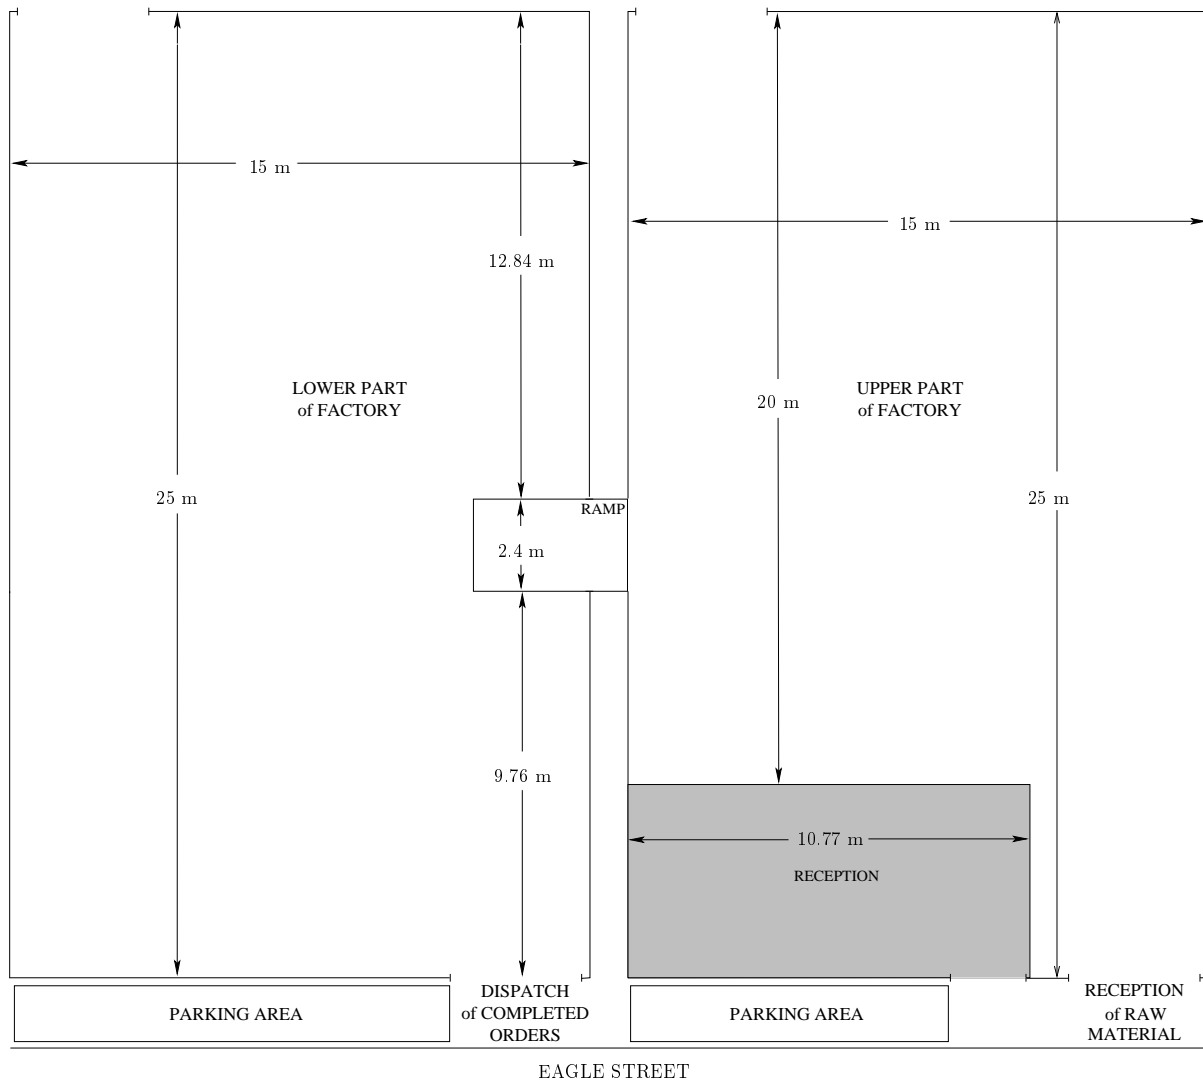 15 m
15 m
12.84 m
LOWER PART
of FACTORY
UPPER PART
of FACTORY
20 m
25 m
25 m
RAMP
2.4 m
9.76 m
10.77 m
RECEPTION
PARKING AREA
DISPATCH
of COMPLETED
ORDERS
PARKING AREA
RECEPTION
of RAW
MATERIAL
EAGLE STREET